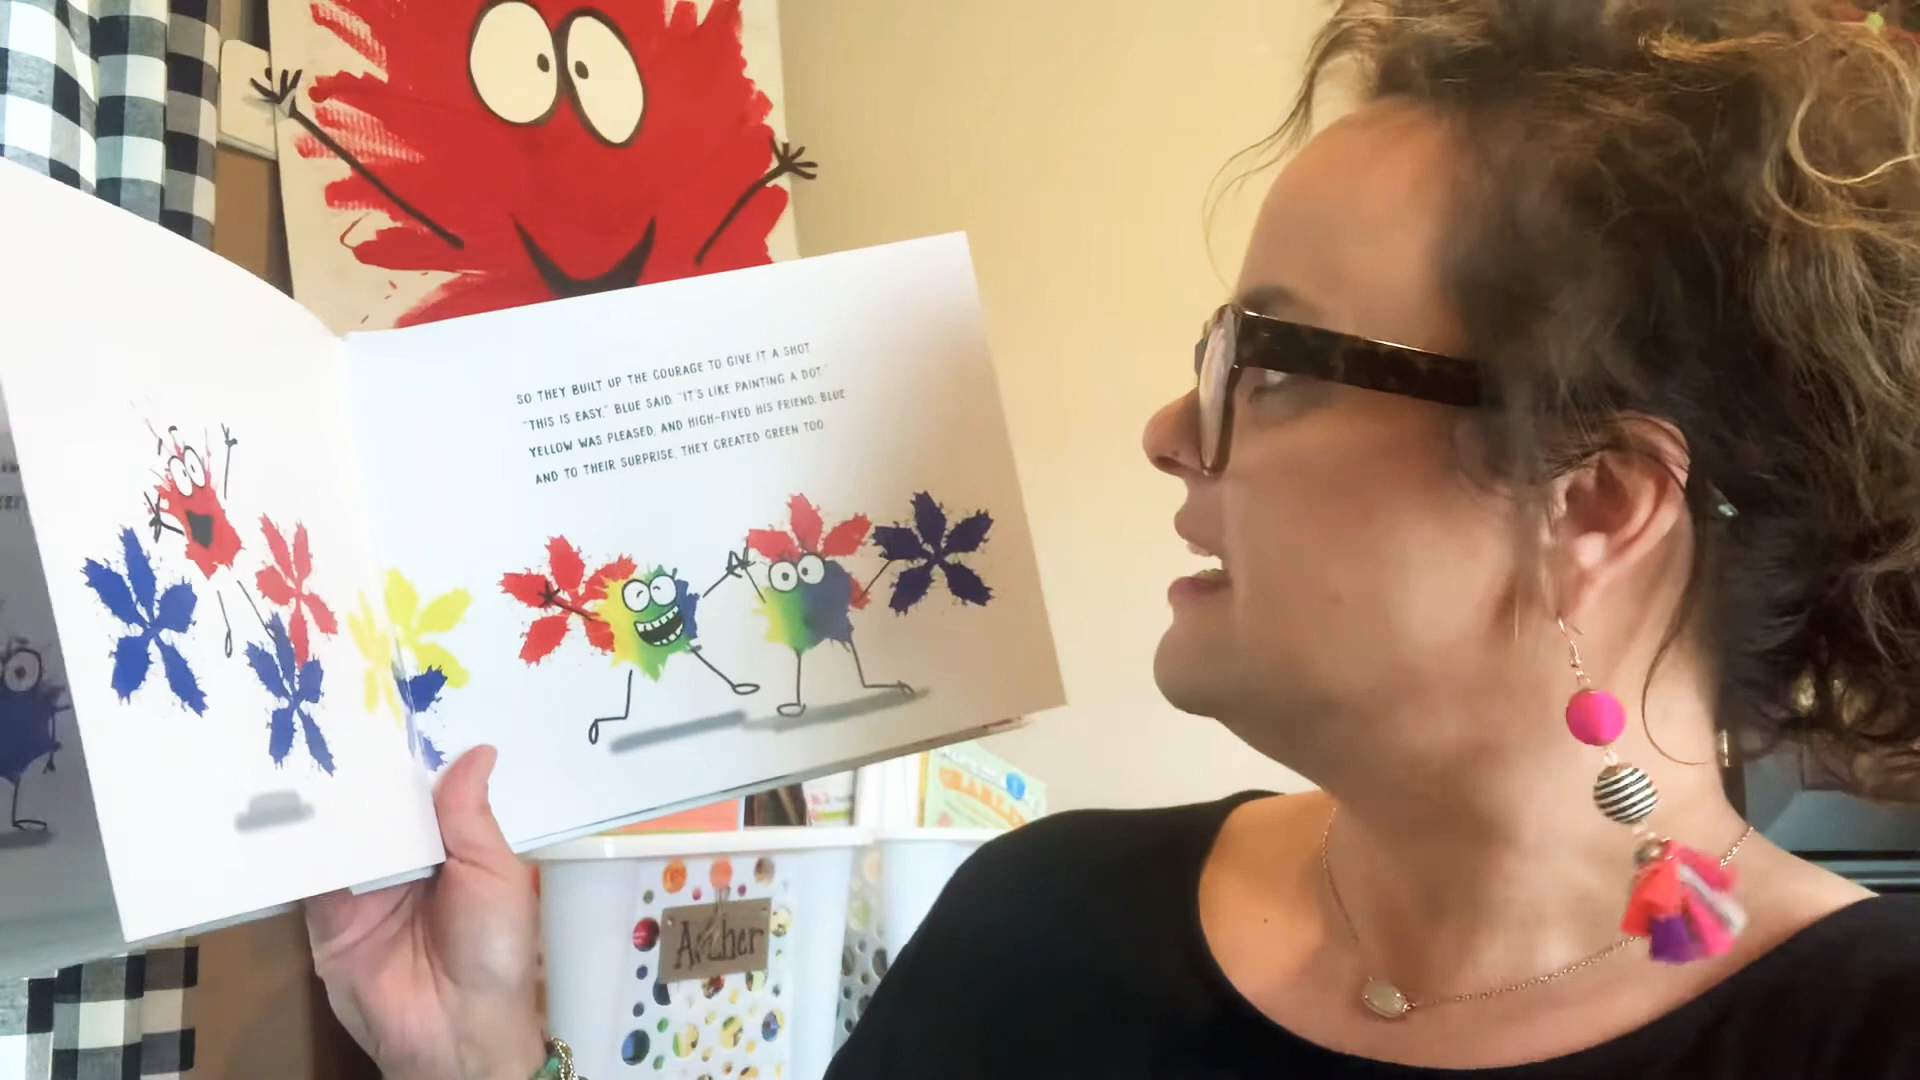 SO THEY BUILT UP THE COURAGE TO GIVE IT A SHOT.
"THIS IS EASY," BLUE SAID. "IT'S LIKE PAINTING A DOT."
YELLOW WAS PLEASED, AND HIGH-FIVED HIS FRIEND, BLUE
AND TO THEIR SURPRISE, THEY CREATED GREEN TOO.
Archer